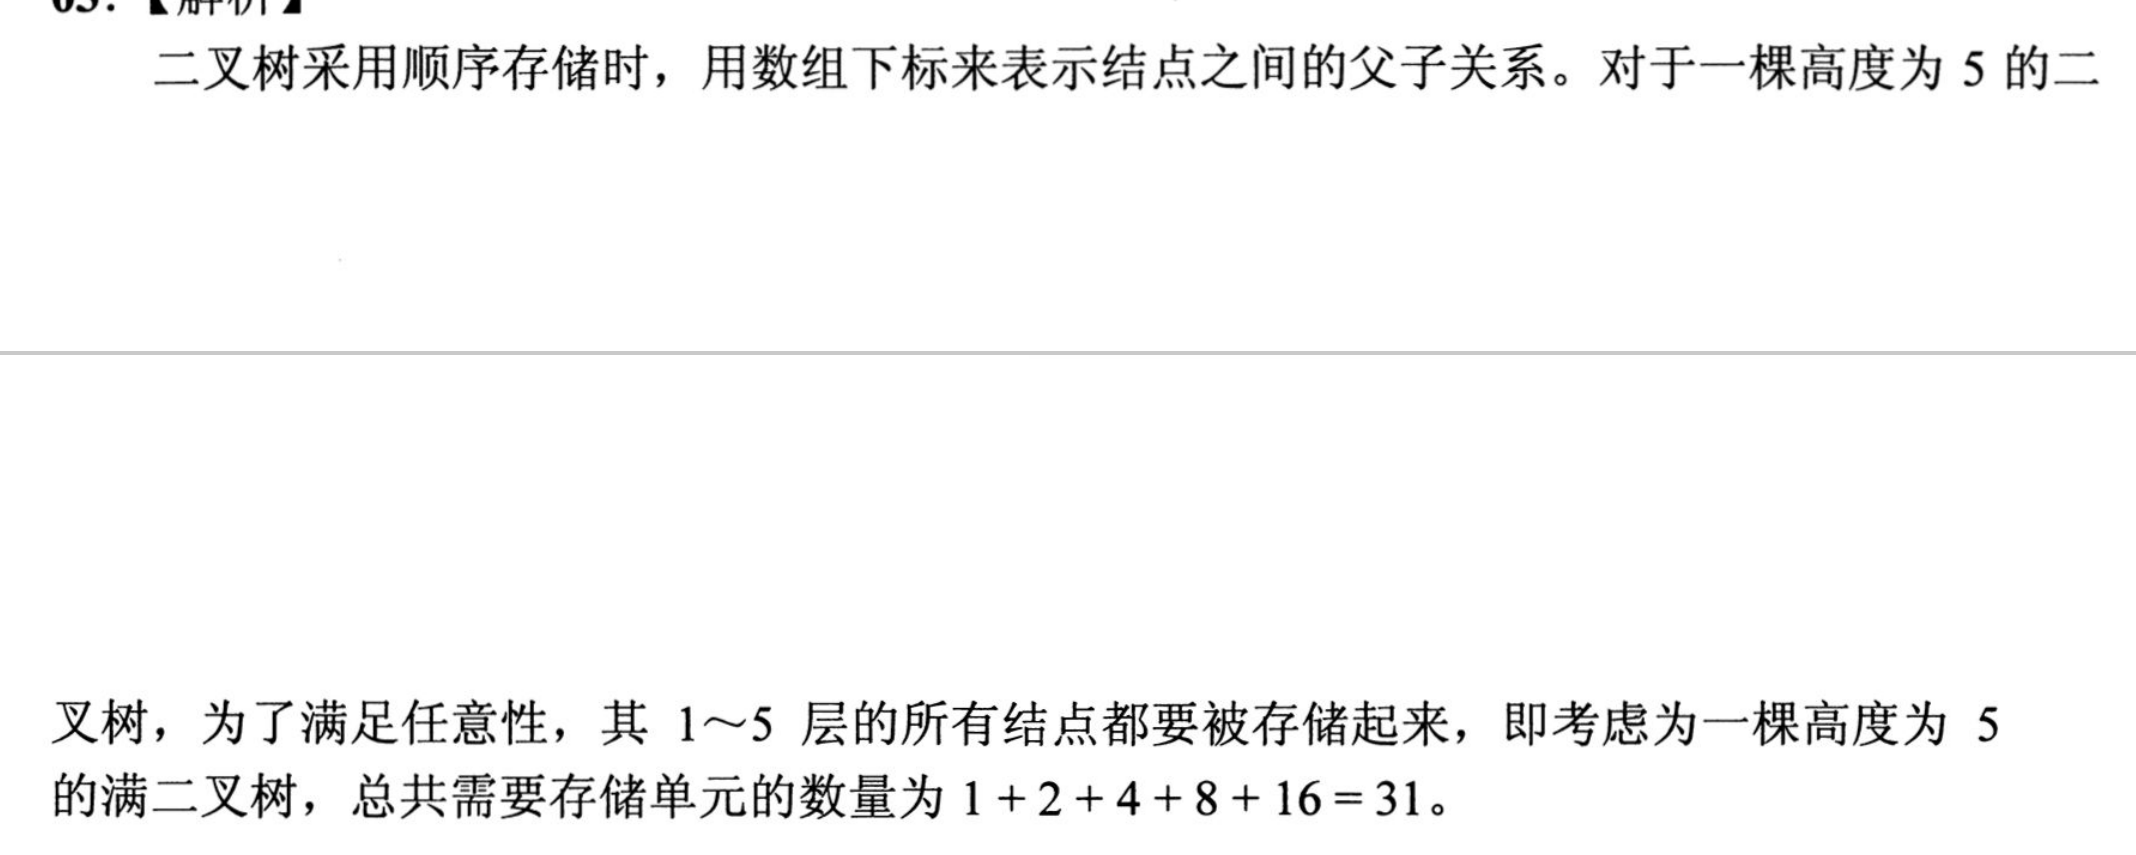 03.【解析】
二叉树采用顺序存储时，用数组下标来表示结点之间的父子关系。对于一棵高度为 5 的二
叉树，为了满足任意性，其 1～5 层的所有结点都要被存储起来，即考虑为一棵高度为 5
的满二叉树，总共需要存储单元的数量为 1 + 2 + 4 + 8 + 16 = 31。